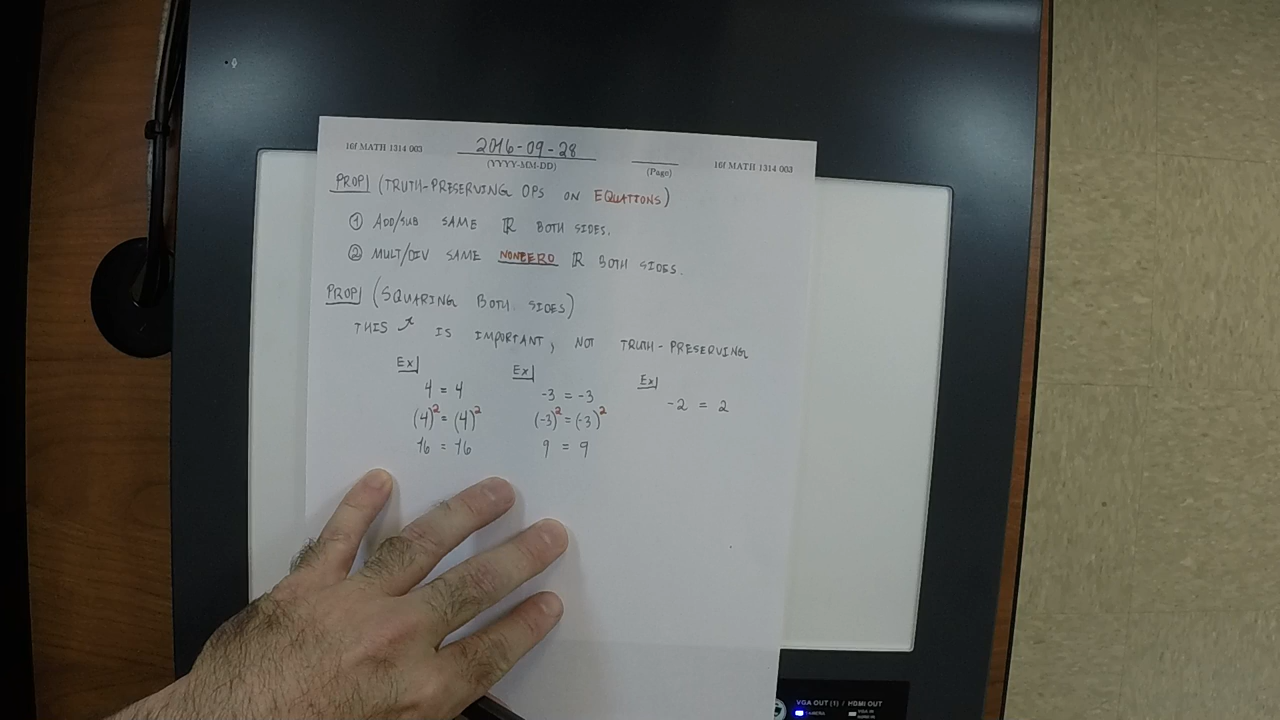 16f MATH 1314 003 2016-09-28 16f MATH 1314 003
(YYYY-MM-DD) (Page)
PROP (TRUTH-PRESERVING OPS ON EQUATIONS)
① ADD/SUB SAME ℝ BOTH SIDES.
② MULT/DIV SAME NONZERO ℝ BOTH SIDES.
PROP (SQUARING BOTH SIDES)
THIS ↗ IS IMPORTANT, NOT TRUTH-PRESERVING
Ex Ex Ex
4 = 4 -3 = -3 -2 = 2
(4)² = (4)² (-3)² = (-3)²
16 = 16 9 = 9
VGA OUT (1) / HDMI OUT
CAMERA